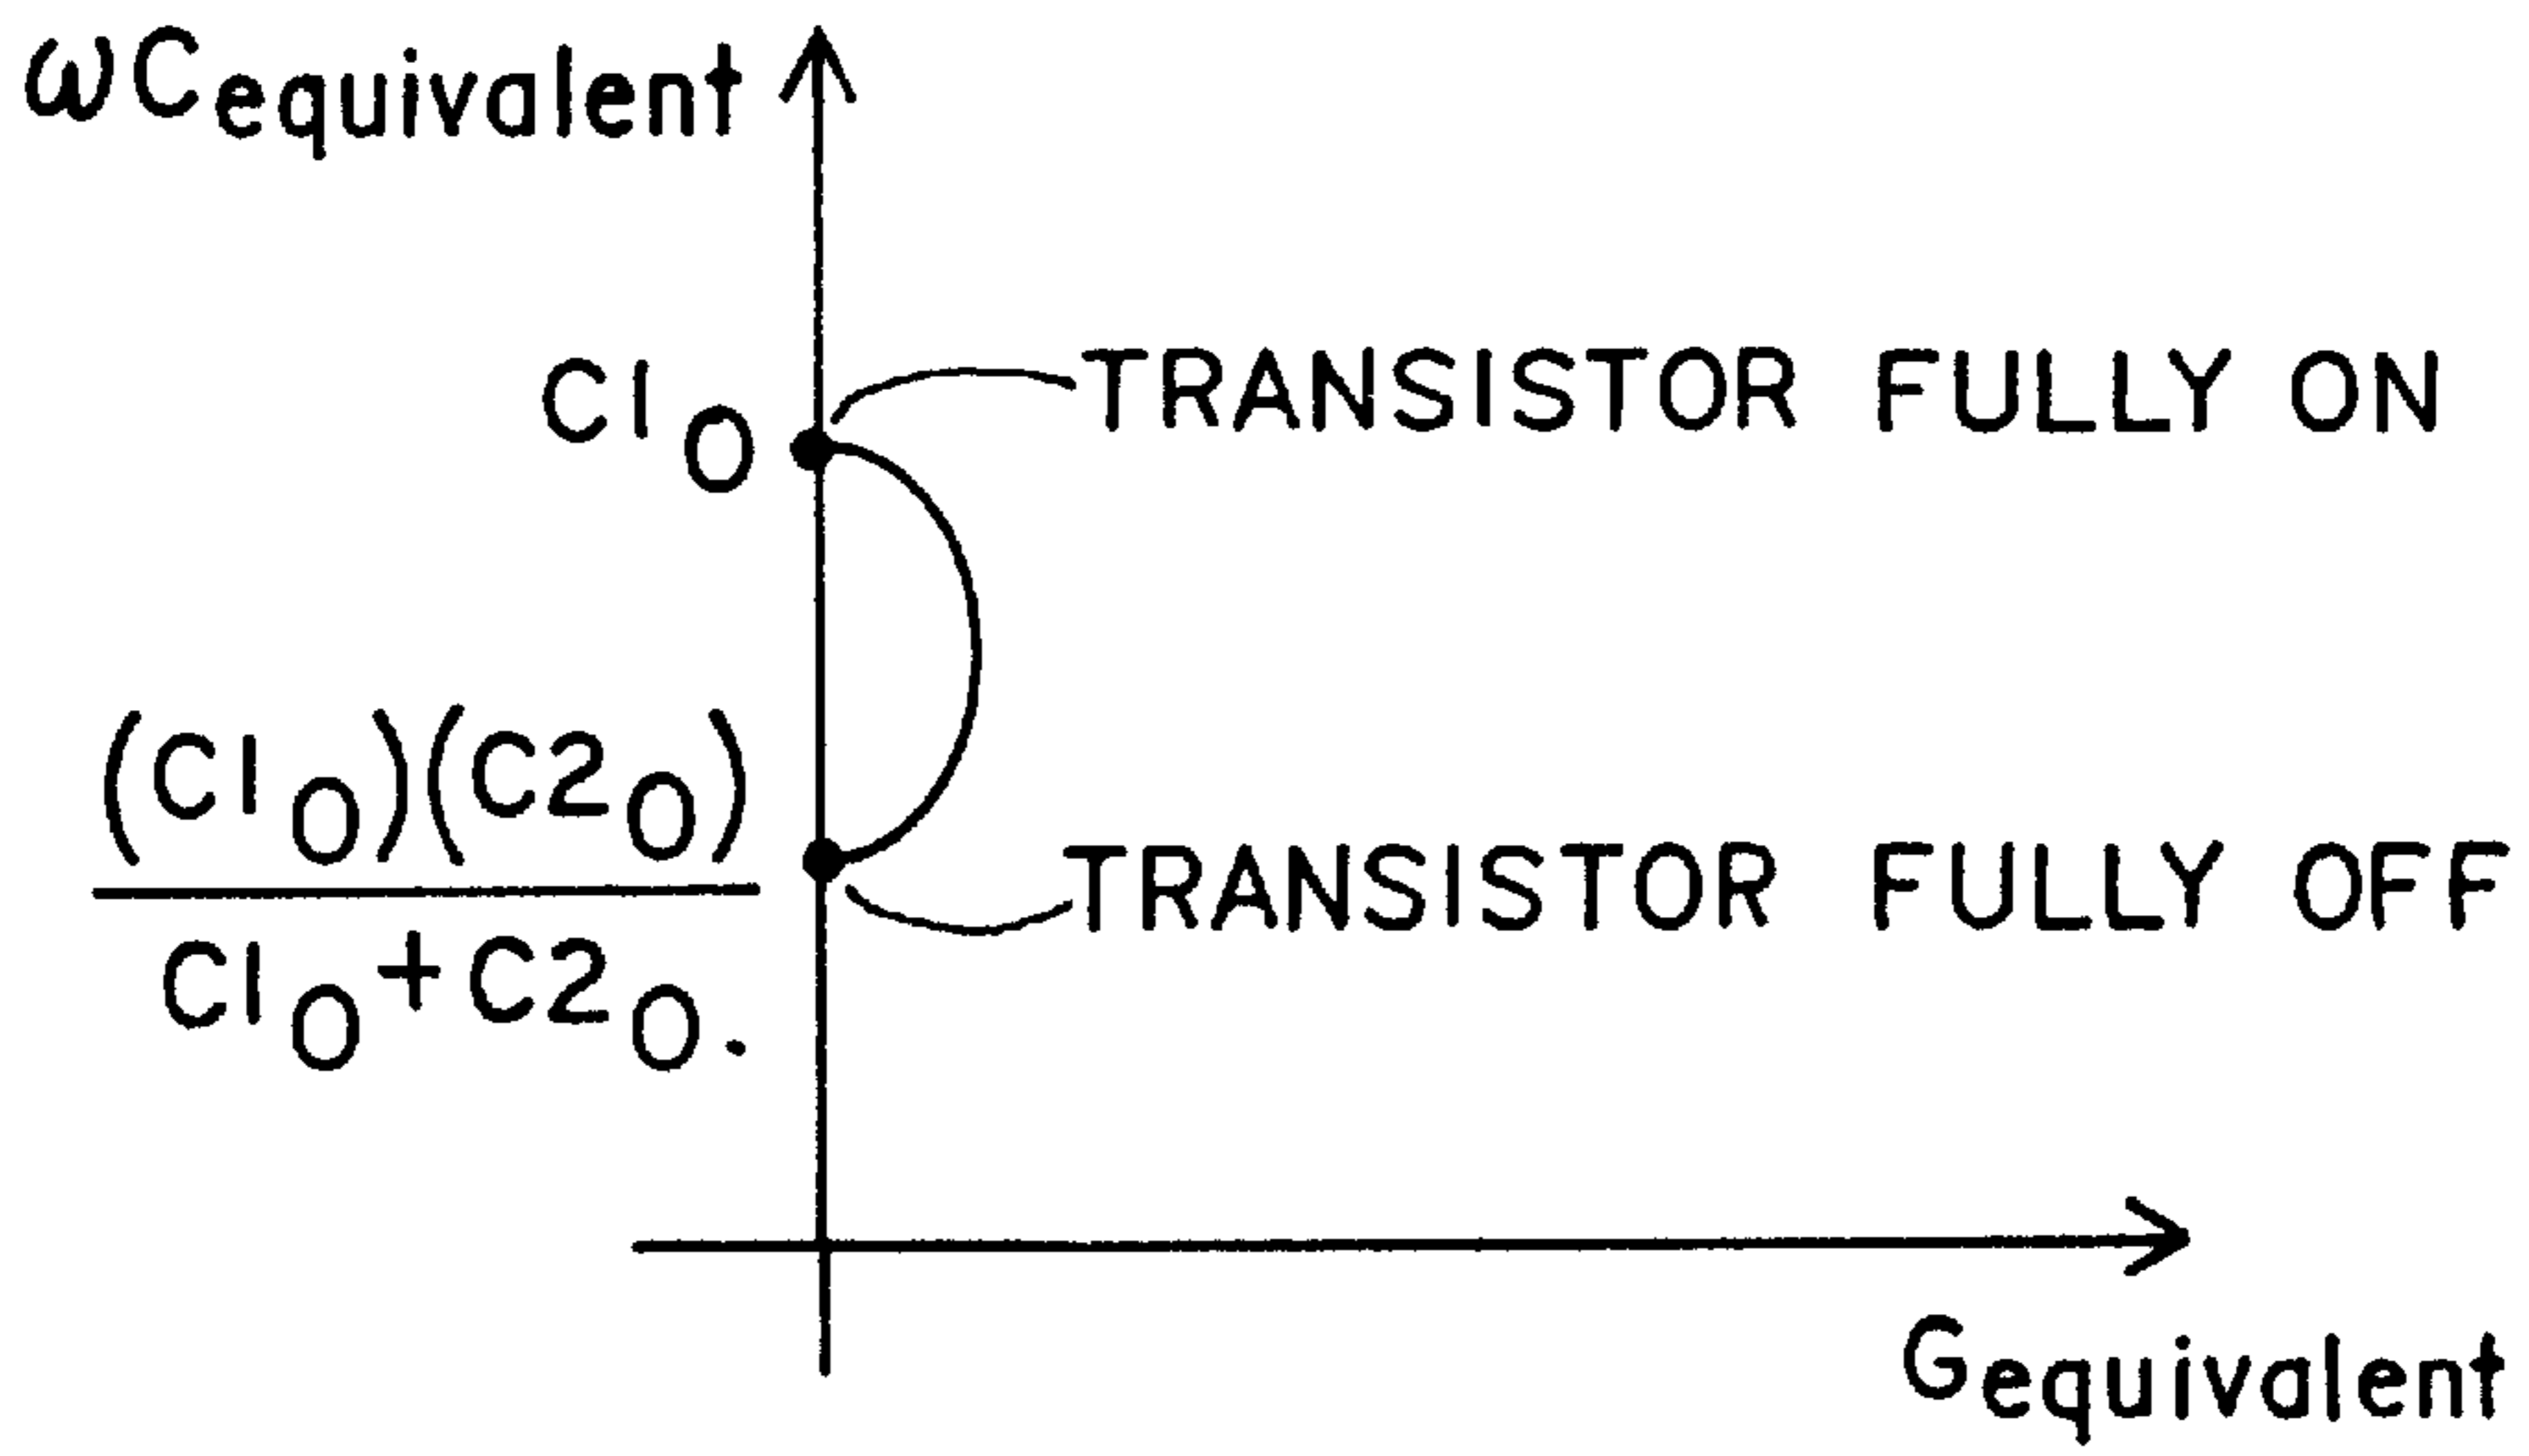 ωCequivalent
C1O
TRANSISTOR FULLY ON
(C1O)(C2O)
C1O+C2O.
TRANSISTOR FULLY OFF
Gequivalent